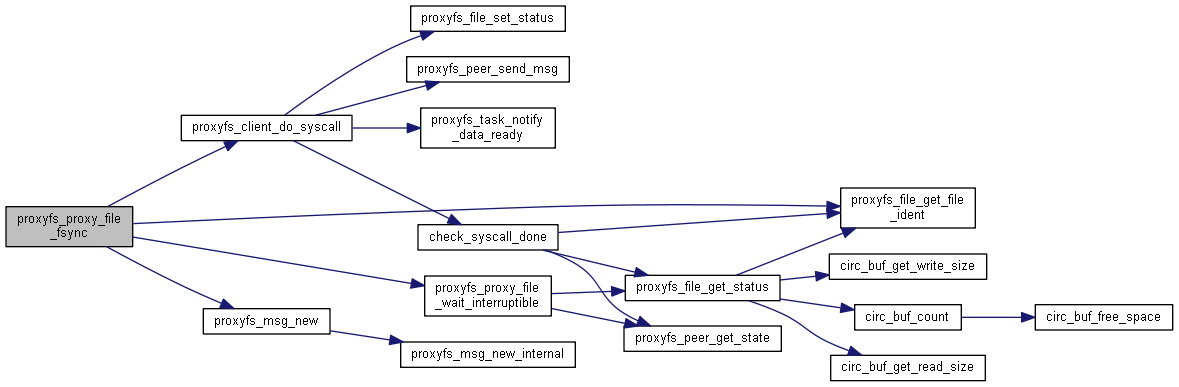 proxyfs_file_set_status
proxyfs_peer_send_msg
proxyfs_task_notify
_data_ready
proxyfs_client_do_syscall
proxyfs_proxy_file
_fsync
check_syscall_done
proxyfs_file_get_file
_ident
proxyfs_proxy_file
_wait_interruptible
proxyfs_file_get_status
circ_buf_get_write_size
circ_buf_count
circ_buf_free_space
proxyfs_msg_new
proxyfs_peer_get_state
proxyfs_msg_new_internal
circ_buf_get_read_size